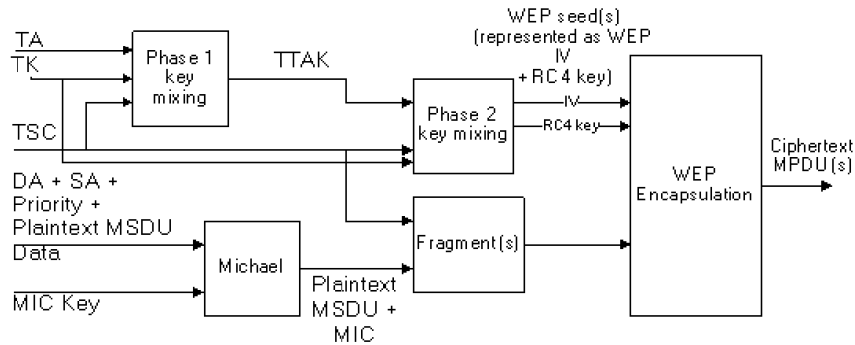 TA
TK
TSC
Phase 1
key
mixing
TTAK
WEP seed(s)
(represented as WEP
IV
+ RC4 key)
Phase 2
key mixing
IV
RC4 key
WEP
Encapsulation
Ciphertext
MPDU(s)
DA + SA +
Priority +
Plaintext MSDU
Data
MIC Key
Michael
Plaintext
MSDU +
MIC
Fragment(s)